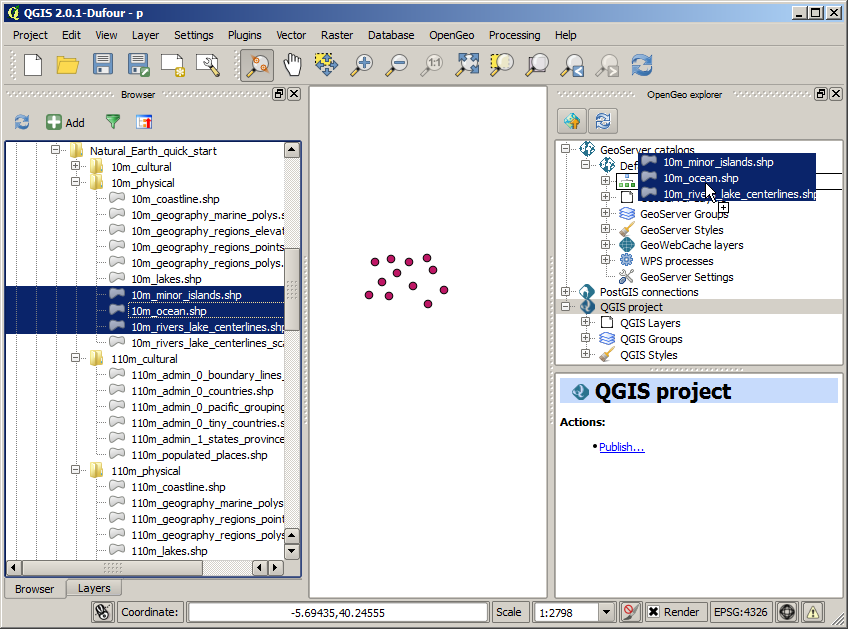 QGIS 2.0.1-Dufour - p
Project Edit View Layer Settings Plugins Vector Raster Database OpenGeo Processing Help
Browser
Add
Natural_Earth_quick_start
10m_cultural
10m_physical
10m_coastline.shp
10m_geography_marine_polys.s
10m_geography_regions_elevat
10m_geography_regions_points
10m_geography_regions_polys.
10m_lakes.shp
10m_minor_islands.shp
10m_ocean.shp
10m_rivers_lake_centerlines.shp
10m_rivers_lake_centerlines_sca
110m_cultural
110m_admin_0_boundary_lines_
110m_admin_0_countries.shp
110m_admin_0_pacific_grouping
110m_admin_0_tiny_countries.s
110m_admin_1_states_province
110m_populated_places.shp
110m_physical
110m_coastline.shp
110m_geography_marine_polys
110m_geography_regions_point
110m_geography_regions_polys
110m_lakes.shp
Browser Layers
OpenGeo explorer
GeoServer catalogs
Def
10m_minor_islands.shp
10m_ocean.shp
10m_rivers_lake_centerlines.shp
GeoServer Groups
GeoServer Styles
GeoWebCache layers
WPS processes
GeoServer Settings
PostGIS connections
QGIS project
QGIS Layers
QGIS Groups
QGIS Styles
QGIS project
Actions:
Publish...
Coordinate: -5.69435,40.24555 Scale 1:2798 Render EPSG:4326